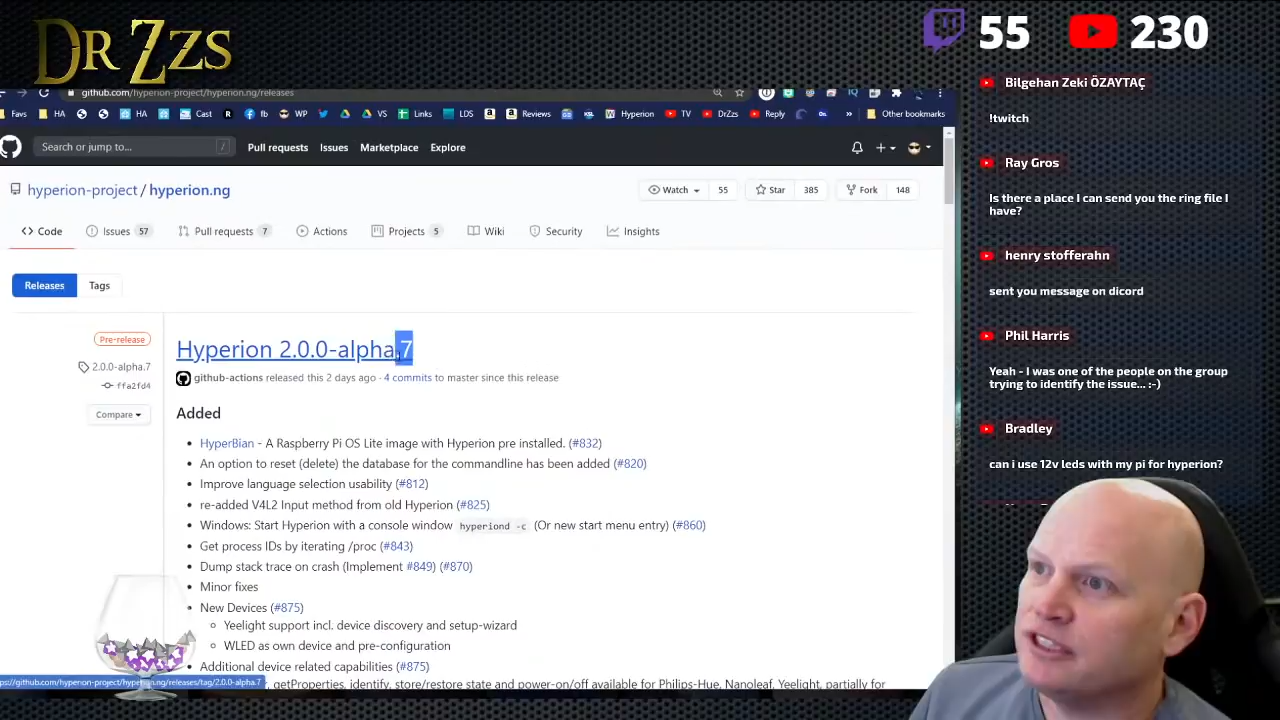 DrZzs
55
230
github.com/hyperion-project/hyperion.ng/releases
Favs
HA
HA
Cast
fb
WP
VS
Links
LDS
Reviews
Hyperion
TV
DrZzs
Reply
»
Other bookmarks
Search or jump to...
/
Pull requests
Issues
Marketplace
Explore
hyperion-project / hyperion.ng
Watch
55
Star
385
Fork
148
<> Code
Issues 57
Pull requests 7
Actions
Projects 5
Wiki
Security
Insights
Releases
Tags
Pre-release
2.0.0-alpha.7
ffa2fd4
Compare
Hyperion 2.0.0-alpha.7
github-actions released this 2 days ago · 4 commits to master since this release
Added
• HyperBian - A Raspberry Pi OS Lite image with Hyperion pre installed. (#832)
• An option to reset (delete) the database for the commandline has been added (#820)
• Improve language selection usability (#812)
• re-added V4L2 Input method from old Hyperion (#825)
• Windows: Start Hyperion with a console window hyperiond -c (Or new start menu entry) (#860)
• Get process IDs by iterating /proc (#843)
• Dump stack trace on crash (Implement #849) (#870)
• Minor fixes
• New Devices (#875)
Yeelight support incl. device discovery and setup-wizard
WLED as own device and pre-configuration
• Additional device related capabilities (#875)
getProperties, identify, store/restore state and power-on/off available for Philips-Hue, Nanoleaf, Yeelight, partially for
ps://github.com/hyperion-project/hyperion.ng/releases/tag/2.0.0-alpha.7
Bilgehan Zeki ÖZAYTAÇ
!twitch
Ray Gros
Is there a place I can send you the ring file I
have?
henry stofferahn
sent you message on dicord
Phil Harris
Yeah - I was one of the people on the group
trying to identify the issue... :-)
Bradley
can i use 12v leds with my pi for hyperion?